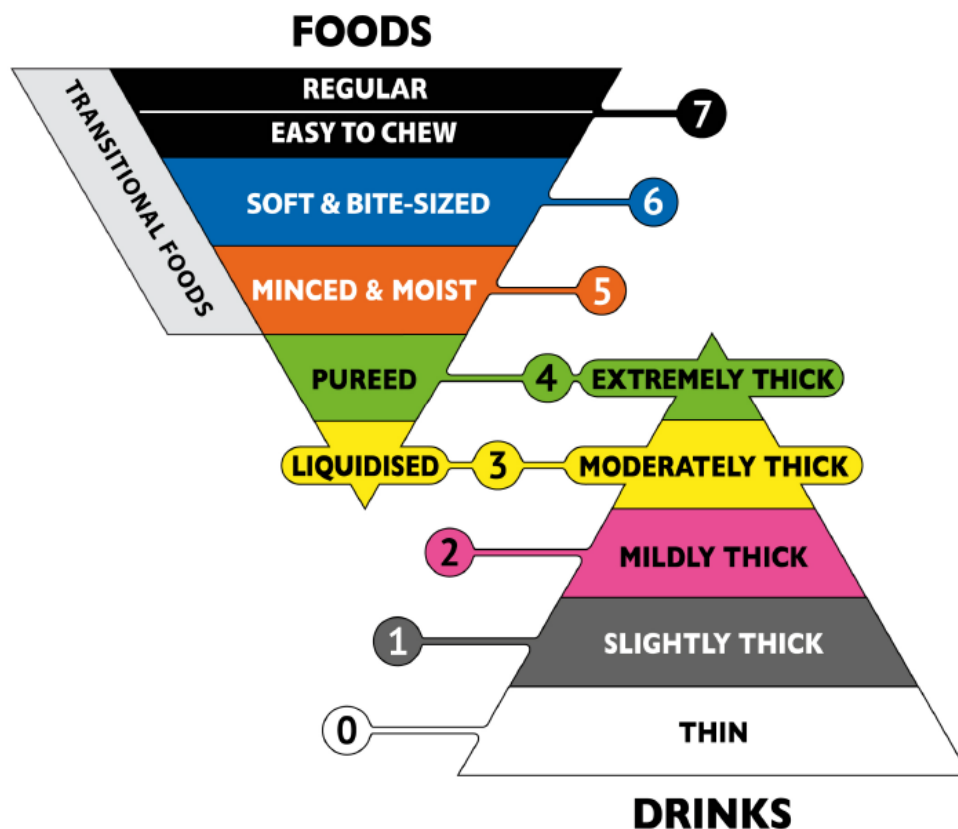 FOODS
REGULAR
EASY TO CHEW
7
TRANSITIONAL FOODS
SOFT & BITE-SIZED
6
MINCED & MOIST
5
PUREED
4
EXTREMELY THICK
LIQUIDISED
3
MODERATELY THICK
2
MILDLY THICK
1
SLIGHTLY THICK
0
THIN
DRINKS